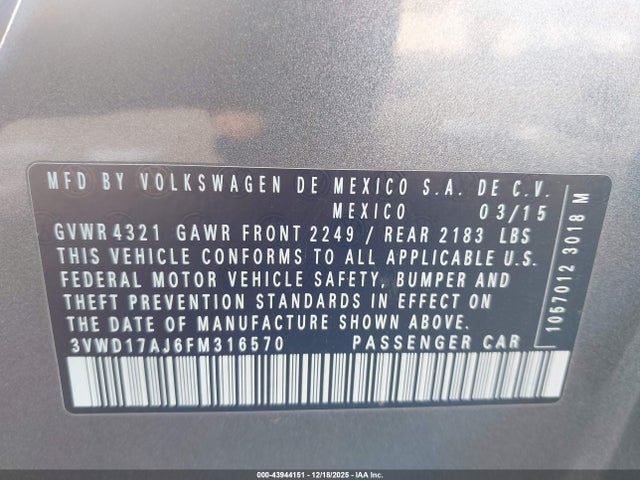 MFD BY VOLKSWAGEN DE MEXICO S.A. DE C.V.
MEXICO 03/15
GVWR 4321 GAWR FRONT 2249 / REAR 2183 LBS
THIS VEHICLE CONFORMS TO ALL APPLICABLE U.S.
FEDERAL MOTOR VEHICLE SAFETY, BUMPER AND
THEFT PREVENTION STANDARDS IN EFFECT ON
THE DATE OF MANUFACTURE SHOWN ABOVE.
3VWD17AJ6FM316570 PASSENGER CAR
1057012 3018 M
000-43944151 - 12/18/2025 - IAA Inc.